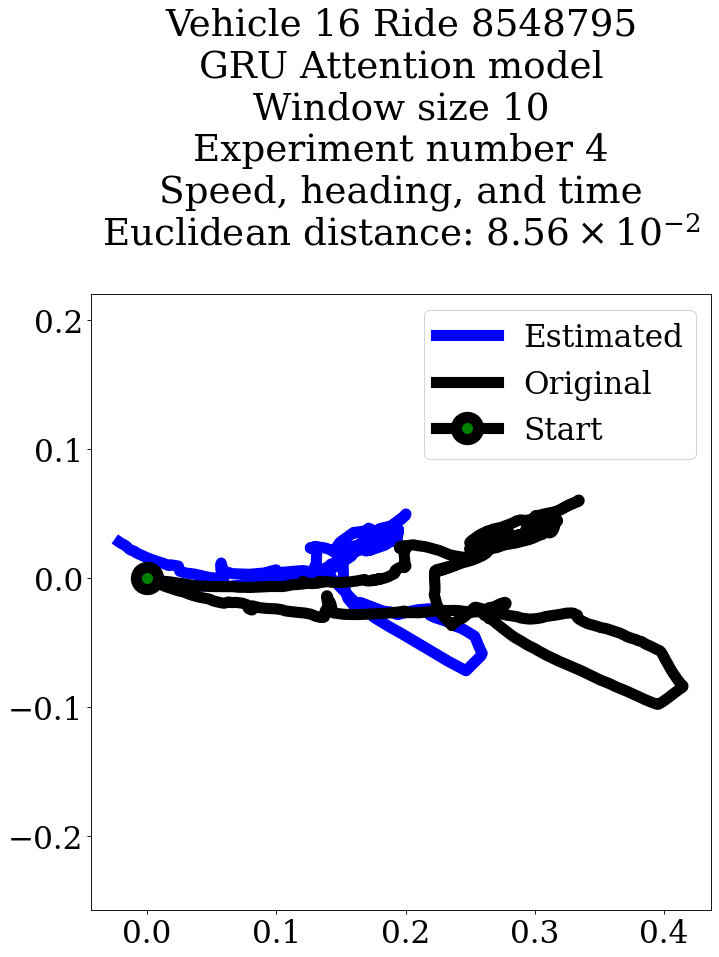 Vehicle 16 Ride 8548795
GRU Attention model
Window size 10
Experiment number 4
Speed, heading, and time
Euclidean distance: 8.56 × 10⁻²
Estimated
Original
Start
0.2
0.1
0.0
−0.1
−0.2
0.0 0.1 0.2 0.3 0.4